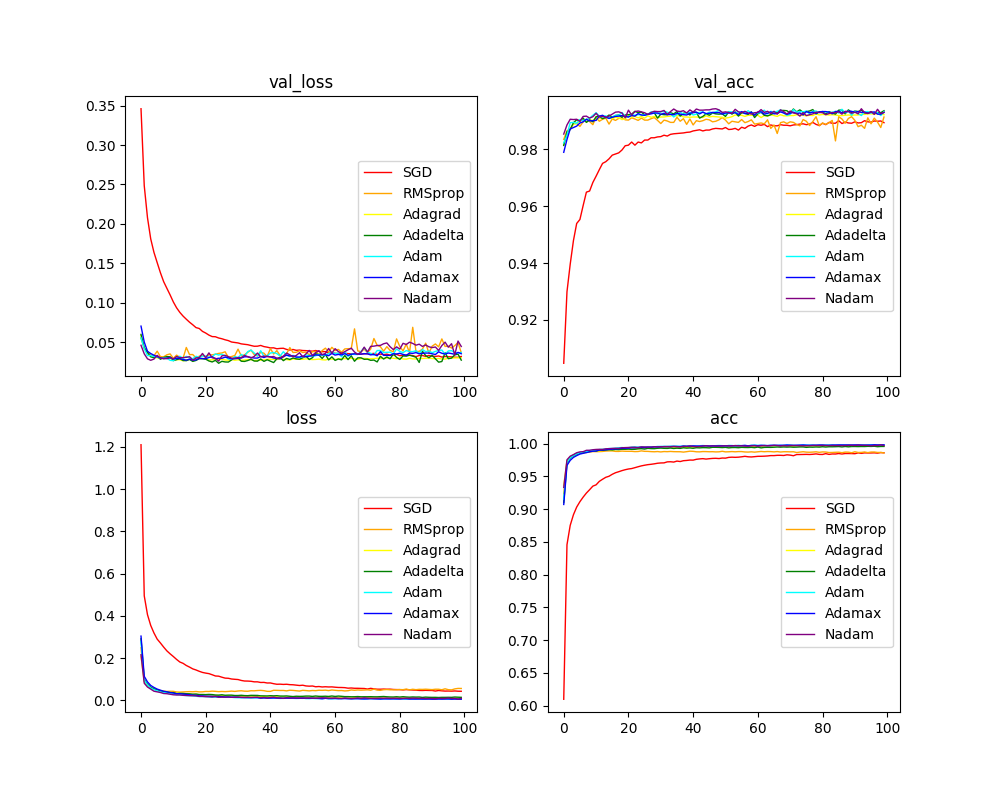 val_loss
0.35
0.30
0.25
0.20
0.15
0.10
0.05
0 20 40 60 80 100
SGD
RMSprop
Adagrad
Adadelta
Adam
Adamax
Nadam
val_acc
0.98
0.96
0.94
0.92
0 20 40 60 80 100
SGD
RMSprop
Adagrad
Adadelta
Adam
Adamax
Nadam
loss
1.2
1.0
0.8
0.6
0.4
0.2
0.0
0 20 40 60 80 100
SGD
RMSprop
Adagrad
Adadelta
Adam
Adamax
Nadam
acc
1.00
0.95
0.90
0.85
0.80
0.75
0.70
0.65
0.60
0 20 40 60 80 100
SGD
RMSprop
Adagrad
Adadelta
Adam
Adamax
Nadam